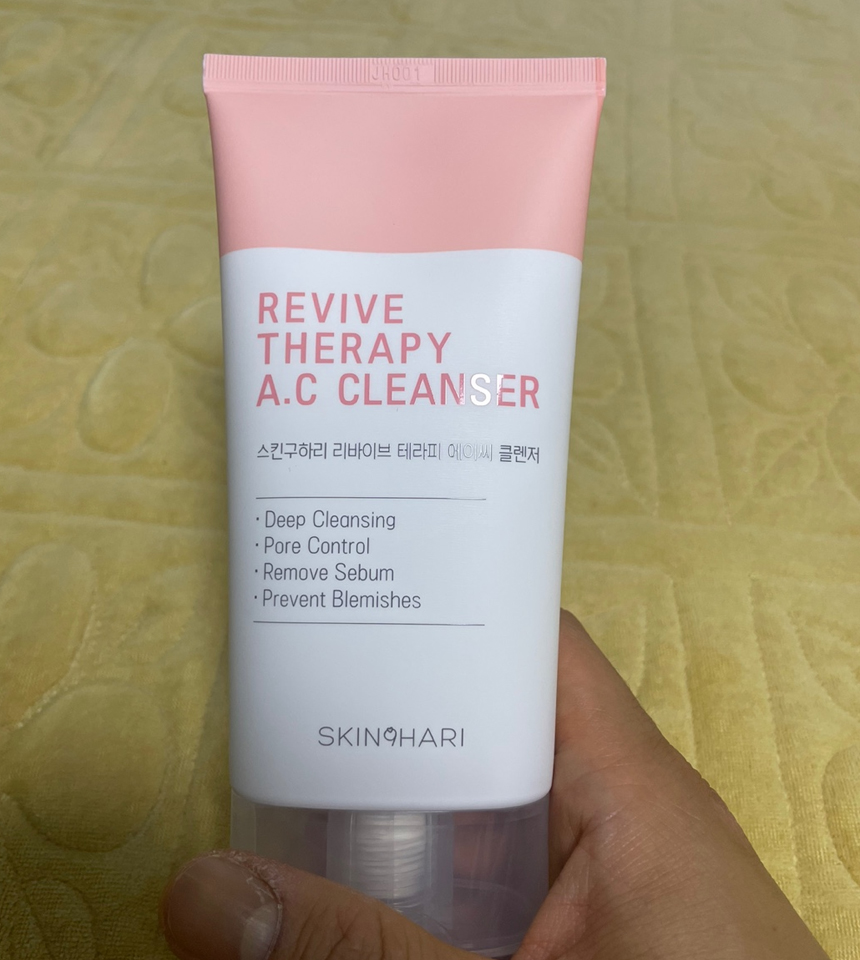 JH001
REVIVE
THERAPY
A.C CLEANSER
스킨구하리 리바이브 테라피 에이씨 클렌저
· Deep Cleansing
· Pore Control
· Remove Sebum
· Prevent Blemishes
SKIN9HARI